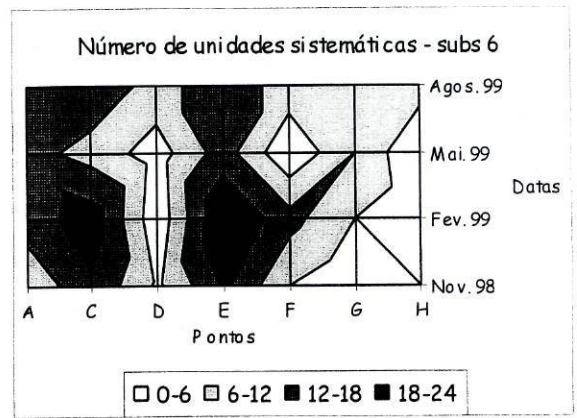 Número de unidades sistemáticas - subs 6
Agos. 99
Mai. 99
Datas
Fev. 99
Nov. 98
A C D E F G H
Pontos
0-6 6-12 12-18 18-24